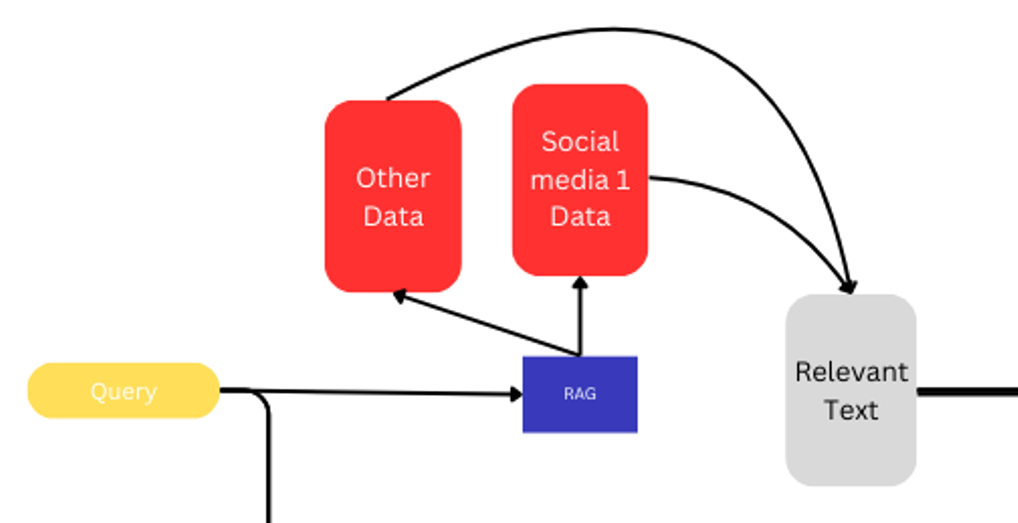 Other
Data
Social
media 1
Data
Query
RAG
Relevant
Text